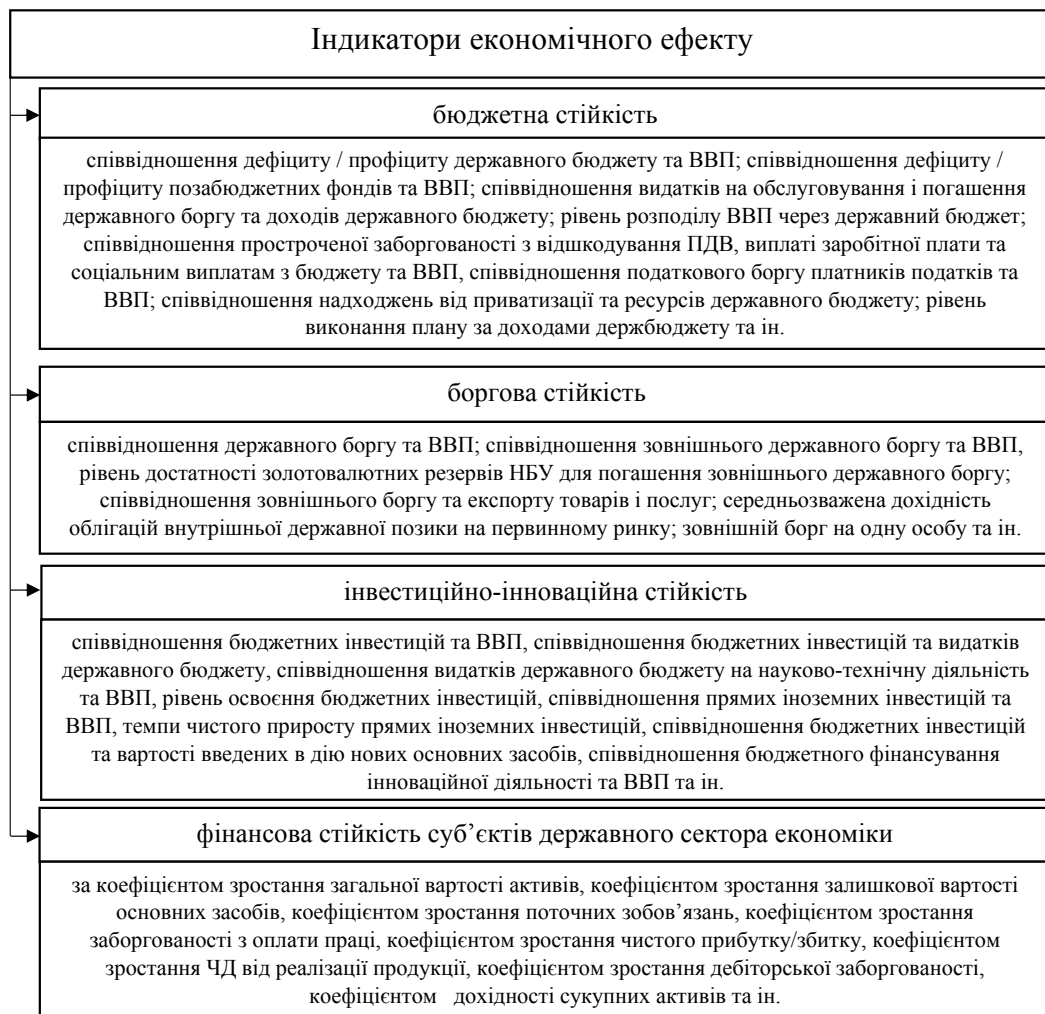 Індикатори економічного ефекту
бюджетна стійкість
співвідношення дефіциту / профіциту державного бюджету та ВВП; співвідношення дефіциту /
профіциту позабюджетних фондів та ВВП; співвідношення видатків на обслуговування і погашення
державного боргу та доходів державного бюджету; рівень розподілу ВВП через державний бюджет;
співвідношення простроченої заборгованості з відшкодування ПДВ, виплаті заробітної плати та
соціальним виплатам з бюджету та ВВП, співвідношення податкового боргу платників податків та
ВВП; співвідношення надходжень від приватизації та ресурсів державного бюджету; рівень
виконання плану за доходами держбюджету та ін.
боргова стійкість
співвідношення державного боргу та ВВП; співвідношення зовнішнього державного боргу та ВВП,
рівень достатності золотовалютних резервів НБУ для погашення зовнішнього державного боргу;
співвідношення зовнішнього боргу та експорту товарів і послуг; середньозважена дохідність
облігацій внутрішньої державної позики на первинному ринку; зовнішній борг на одну особу та ін.
інвестиційно-інноваційна стійкість
співвідношення бюджетних інвестицій та ВВП, співвідношення бюджетних інвестицій та видатків
державного бюджету, співвідношення видатків державного бюджету на науково-технічну діяльність
та ВВП, рівень освоєння бюджетних інвестицій, співвідношення прямих іноземних інвестицій та
ВВП, темпи чистого приросту прямих іноземних інвестицій, співвідношення бюджетних інвестицій
та вартості введених в дію нових основних засобів, співвідношення бюджетного фінансування
інноваційної діяльності та ВВП та ін.
фінансова стійкість суб’єктів державного сектора економіки
за коефіцієнтом зростання загальної вартості активів, коефіцієнтом зростання залишкової вартості
основних засобів, коефіцієнтом зростання поточних зобов’язань, коефіцієнтом зростання
заборгованості з оплати праці, коефіцієнтом зростання чистого прибутку/збитку, коефіцієнтом
зростання ЧД від реалізації продукції, коефіцієнтом зростання дебіторської заборгованості,
коефіцієнтом дохідності сукупних активів та ін.